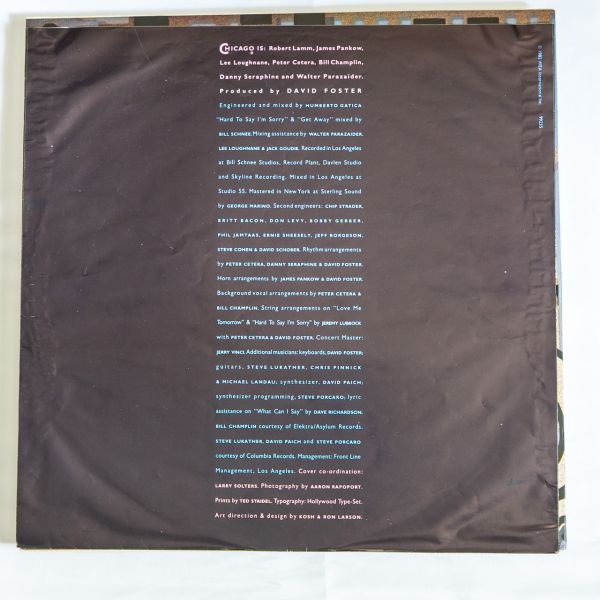 CHICAGO IS: Robert Lamm, James Pankow,
Lee Loughnane, Peter Cetera, Bill Champlin,
Danny Seraphine and Walter Parazaider.
Produced by DAVID FOSTER
Engineered and mixed by HUMBERTO GATICA
"Hard To Say I'm Sorry" & "Get Away" mixed by
BILL SCHNEE. Mixing assistance by WALTER PARAZAIDER,
LEE LOUGHNANE & JACK GOUDIE. Recorded in Los Angeles
at Bill Schnee Studios, Record Plant, Davlen Studio
and Skyline Recording. Mixed in Los Angeles at
Studio 55. Mastered in New York at Sterling Sound
by GEORGE MARINO. Second engineers: CHIP STRADER,
BRITT BACON, DON LEVY, BOBBY GERBER,
PHIL JAMTAAS, ERNIE SHEESELY, JEFF BORGESON,
STEVE COHEN & DAVID SCHOBER. Rhythm arrangements
by PETER CETERA, DANNY SERAPHINE & DAVID FOSTER.
Horn arrangements by JAMES PANKOW & DAVID FOSTER.
Background vocal arrangements by PETER CETERA &
BILL CHAMPLIN. String arrangements on "Love Me
Tomorrow" & "Hard To Say I'm Sorry" by JEREMY LUBBOCK
with PETER CETERA & DAVID FOSTER. Concert Master:
JERRY VINCI. Additional musicians: keyboards, DAVID FOSTER;
guitars, STEVE LUKATHER, CHRIS PINNICK
& MICHAEL LANDAU; synthesizer, DAVID PAICH;
synthesizer programming, STEVE PORCARO; lyric
assistance on "What Can I Say" by DAVE RICHARDSON.
BILL CHAMPLIN courtesy of Elektra/Asylum Records.
STEVE LUKATHER, DAVID PAICH and STEVE PORCARO
courtesy of Columbia Records. Management: Front Line
Management, Los Angeles. Cover co-ordination:
LARRY SOLTERS. Photography by AARON RAPOPORT.
Prints by TED STAIDEL. Typography: Hollywood Type-Set.
Art direction & design by KOSH & RON LARSON.
℗ 1982 WEA International Inc.
99235